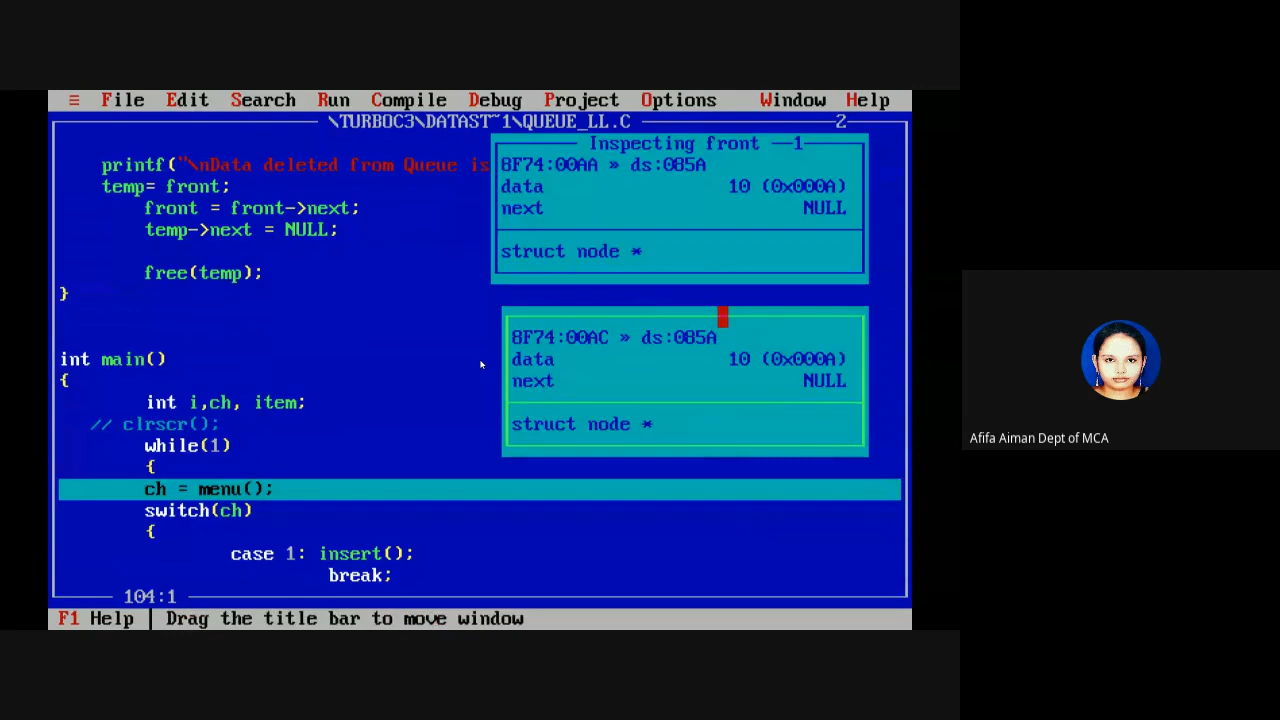 ≡ File Edit Search Run Compile Debug Project Options Window Help
\TURBOC3\DATAST~1\QUEUE_LL.C 2
printf("\nData deleted from Queue is
temp= front;
front = front->next;
temp->next = NULL;
free(temp);
}
Inspecting front 1
8F74:00AA » ds:085A
data 10 (0x000A)
next NULL
struct node *
8F74:00AC » ds:085A
data 10 (0x000A)
next NULL
struct node *
int main()
{
int i,ch, item;
// clrscr();
while(1)
{
ch = menu();
switch(ch)
{
case 1: insert();
break;
104:1
F1 Help │ Drag the title bar to move window
Afifa Aiman Dept of MCA